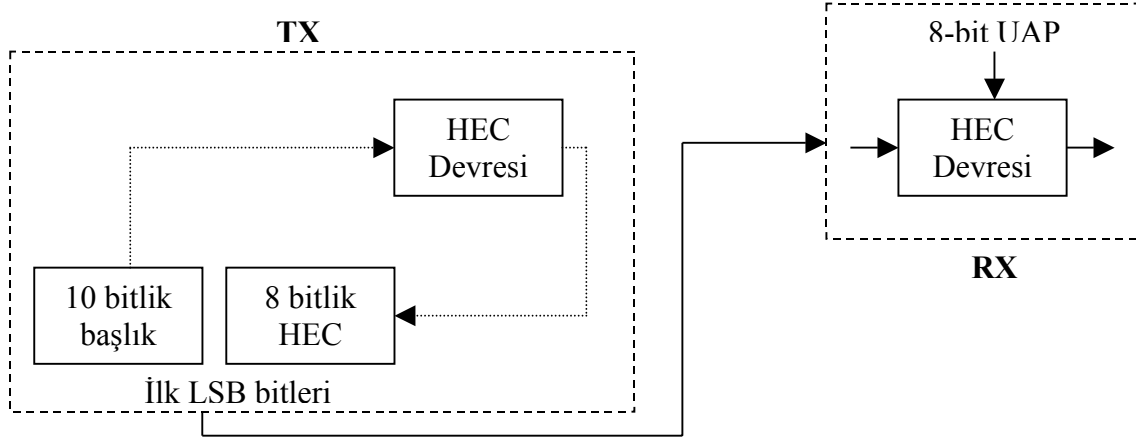 TX
HEC
Devresi
10 bitlik
başlık
8 bitlik
HEC
İlk LSB bitleri
8-bit UAP
HEC
Devresi
RX